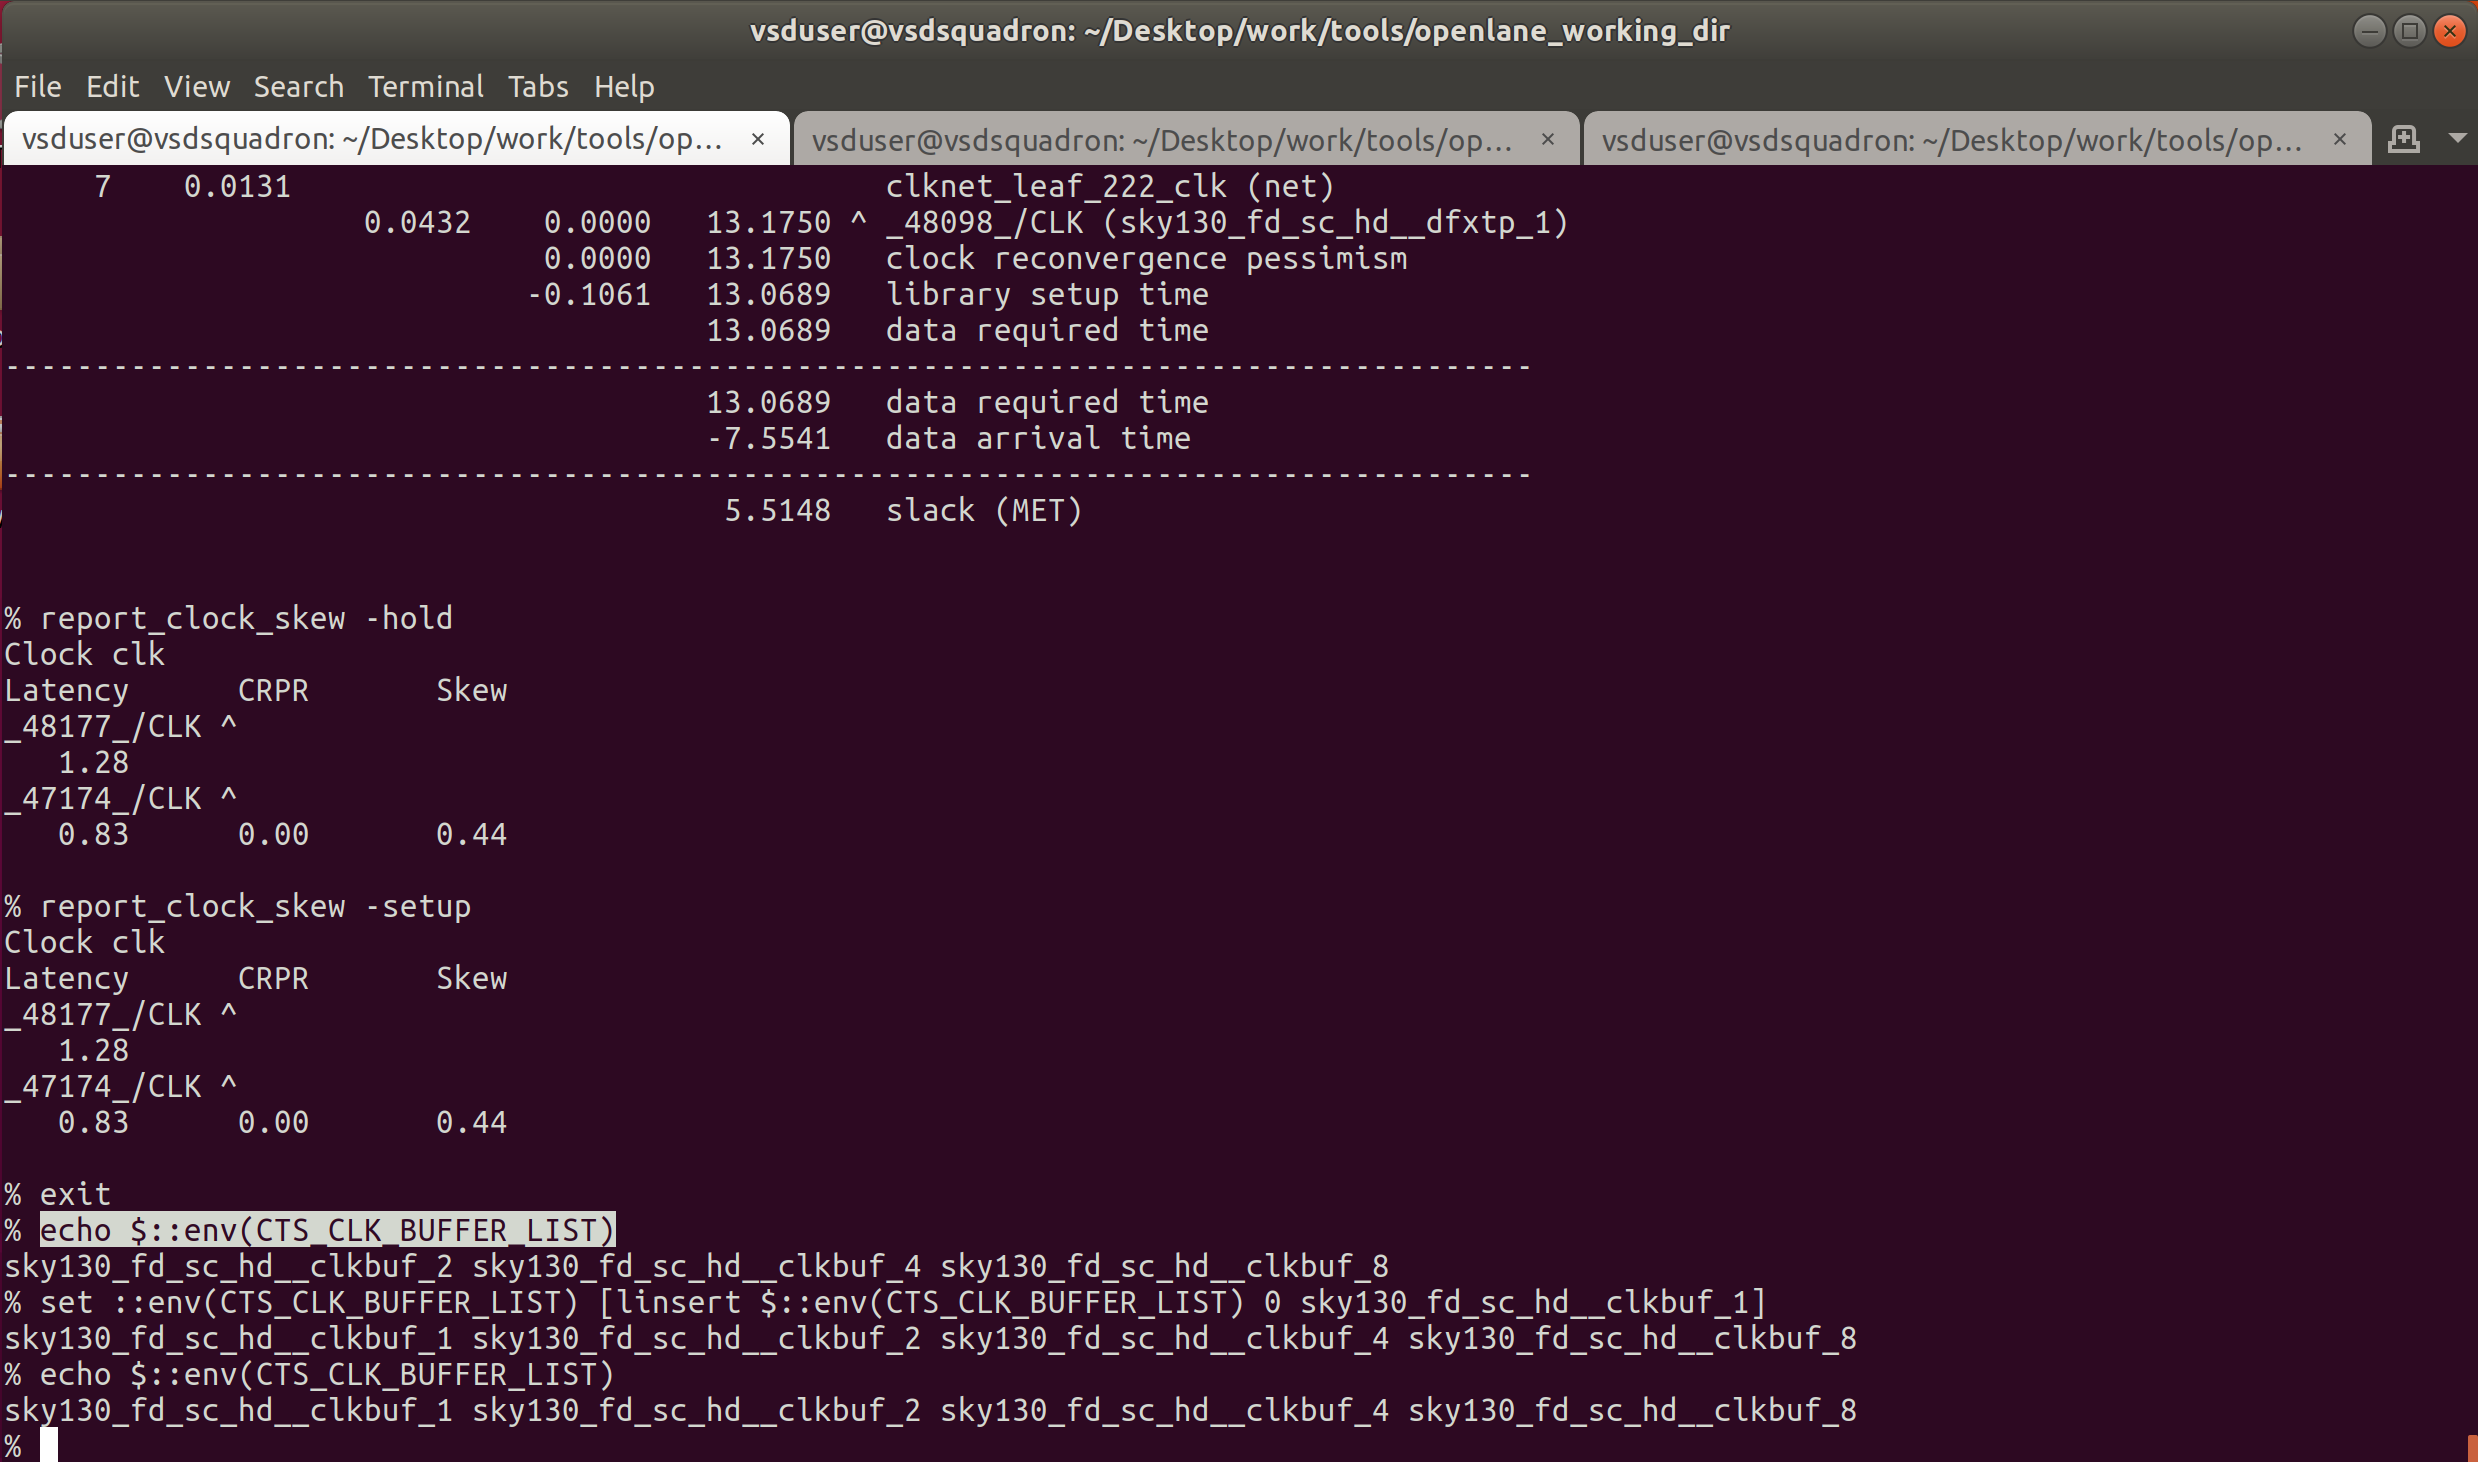 vsduser@vsdsquadron: ~/Desktop/work/tools/openlane_working_dir
File Edit View Search Terminal Tabs Help
vsduser@vsdsquadron: ~/Desktop/work/tools/op... × vsduser@vsdsquadron: ~/Desktop/work/tools/op... × vsduser@vsdsquadron: ~/Desktop/work/tools/op... ×
     7    0.0131                                 clknet_leaf_222_clk (net)
                    0.0432    0.0000   13.1750 ^ _48098_/CLK (sky130_fd_sc_hd__dfxtp_1)
                              0.0000   13.1750   clock reconvergence pessimism
                             -0.1061   13.0689   library setup time
                                       13.0689   data required time
-------------------------------------------------------------------------------------
                                       13.0689   data required time
                                       -7.5541   data arrival time
-------------------------------------------------------------------------------------
                                        5.5148   slack (MET)
% report_clock_skew -hold
Clock clk
Latency      CRPR       Skew
_48177_/CLK ^
   1.28
_47174_/CLK ^
   0.83      0.00       0.44
% report_clock_skew -setup
Clock clk
Latency      CRPR       Skew
_48177_/CLK ^
   1.28
_47174_/CLK ^
   0.83      0.00       0.44
% exit
% echo $::env(CTS_CLK_BUFFER_LIST)
sky130_fd_sc_hd__clkbuf_2 sky130_fd_sc_hd__clkbuf_4 sky130_fd_sc_hd__clkbuf_8
% set ::env(CTS_CLK_BUFFER_LIST) [linsert $::env(CTS_CLK_BUFFER_LIST) 0 sky130_fd_sc_hd__clkbuf_1]
sky130_fd_sc_hd__clkbuf_1 sky130_fd_sc_hd__clkbuf_2 sky130_fd_sc_hd__clkbuf_4 sky130_fd_sc_hd__clkbuf_8
% echo $::env(CTS_CLK_BUFFER_LIST)
sky130_fd_sc_hd__clkbuf_1 sky130_fd_sc_hd__clkbuf_2 sky130_fd_sc_hd__clkbuf_4 sky130_fd_sc_hd__clkbuf_8
%